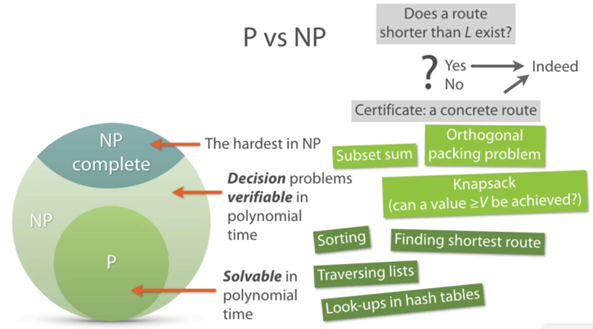 P vs NP
Does a route
shorter than L exist?
?
Yes
No
Indeed
Certificate: a concrete route
NP
complete
NP
P
The hardest in NP
Decision problems
verifiable in
polynomial
time
Solvable in
polynomial
time
Subset sum
Orthogonal
packing problem
Knapsack
(can a value ≥V be achieved?)
Sorting
Finding shortest route
Traversing lists
Look-ups in hash tables